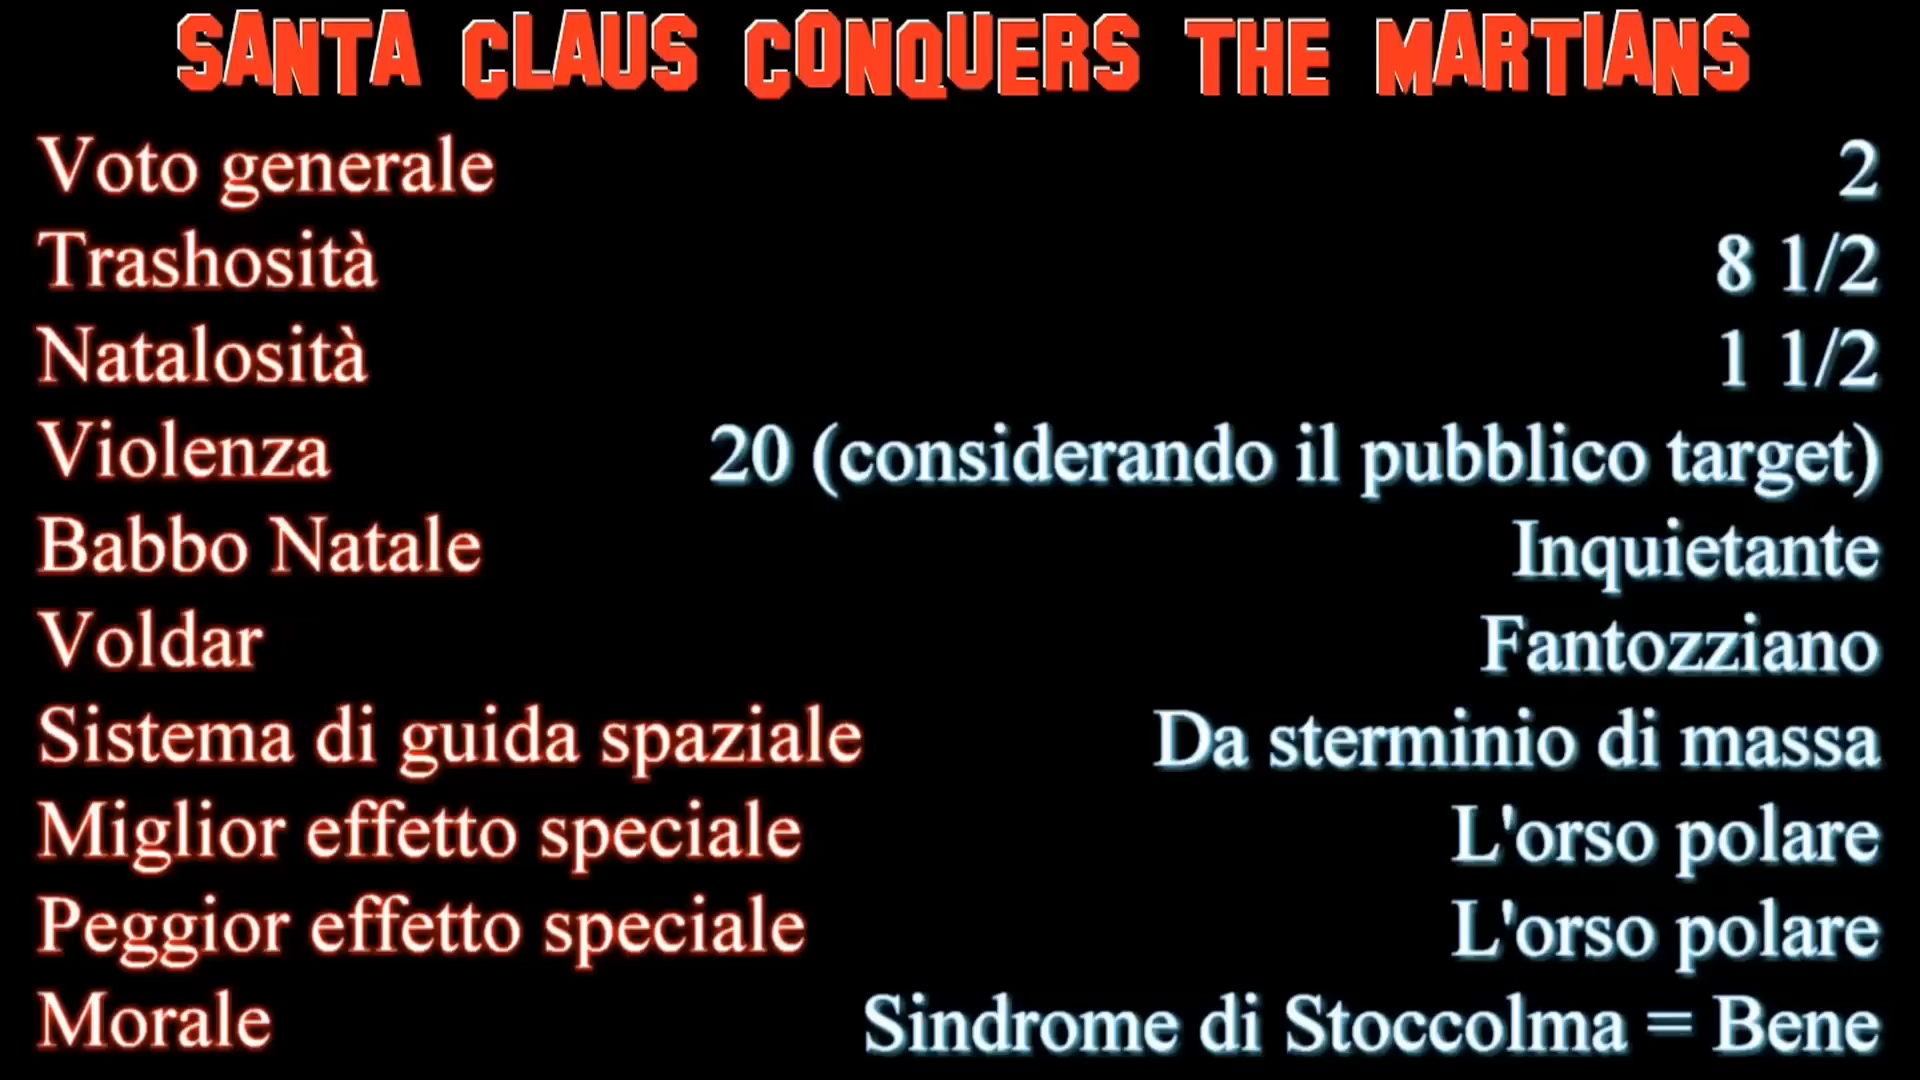 SANTA CLAUS CONQUERS THE MARTIANS
Voto generale 2
Trashosità 8 1/2
Natalosità 1 1/2
Violenza 20 (considerando il pubblico target)
Babbo Natale Inquietante
Voldar Fantozziano
Sistema di guida spaziale Da sterminio di massa
Miglior effetto speciale L'orso polare
Peggior effetto speciale L'orso polare
Morale Sindrome di Stoccolma = Bene